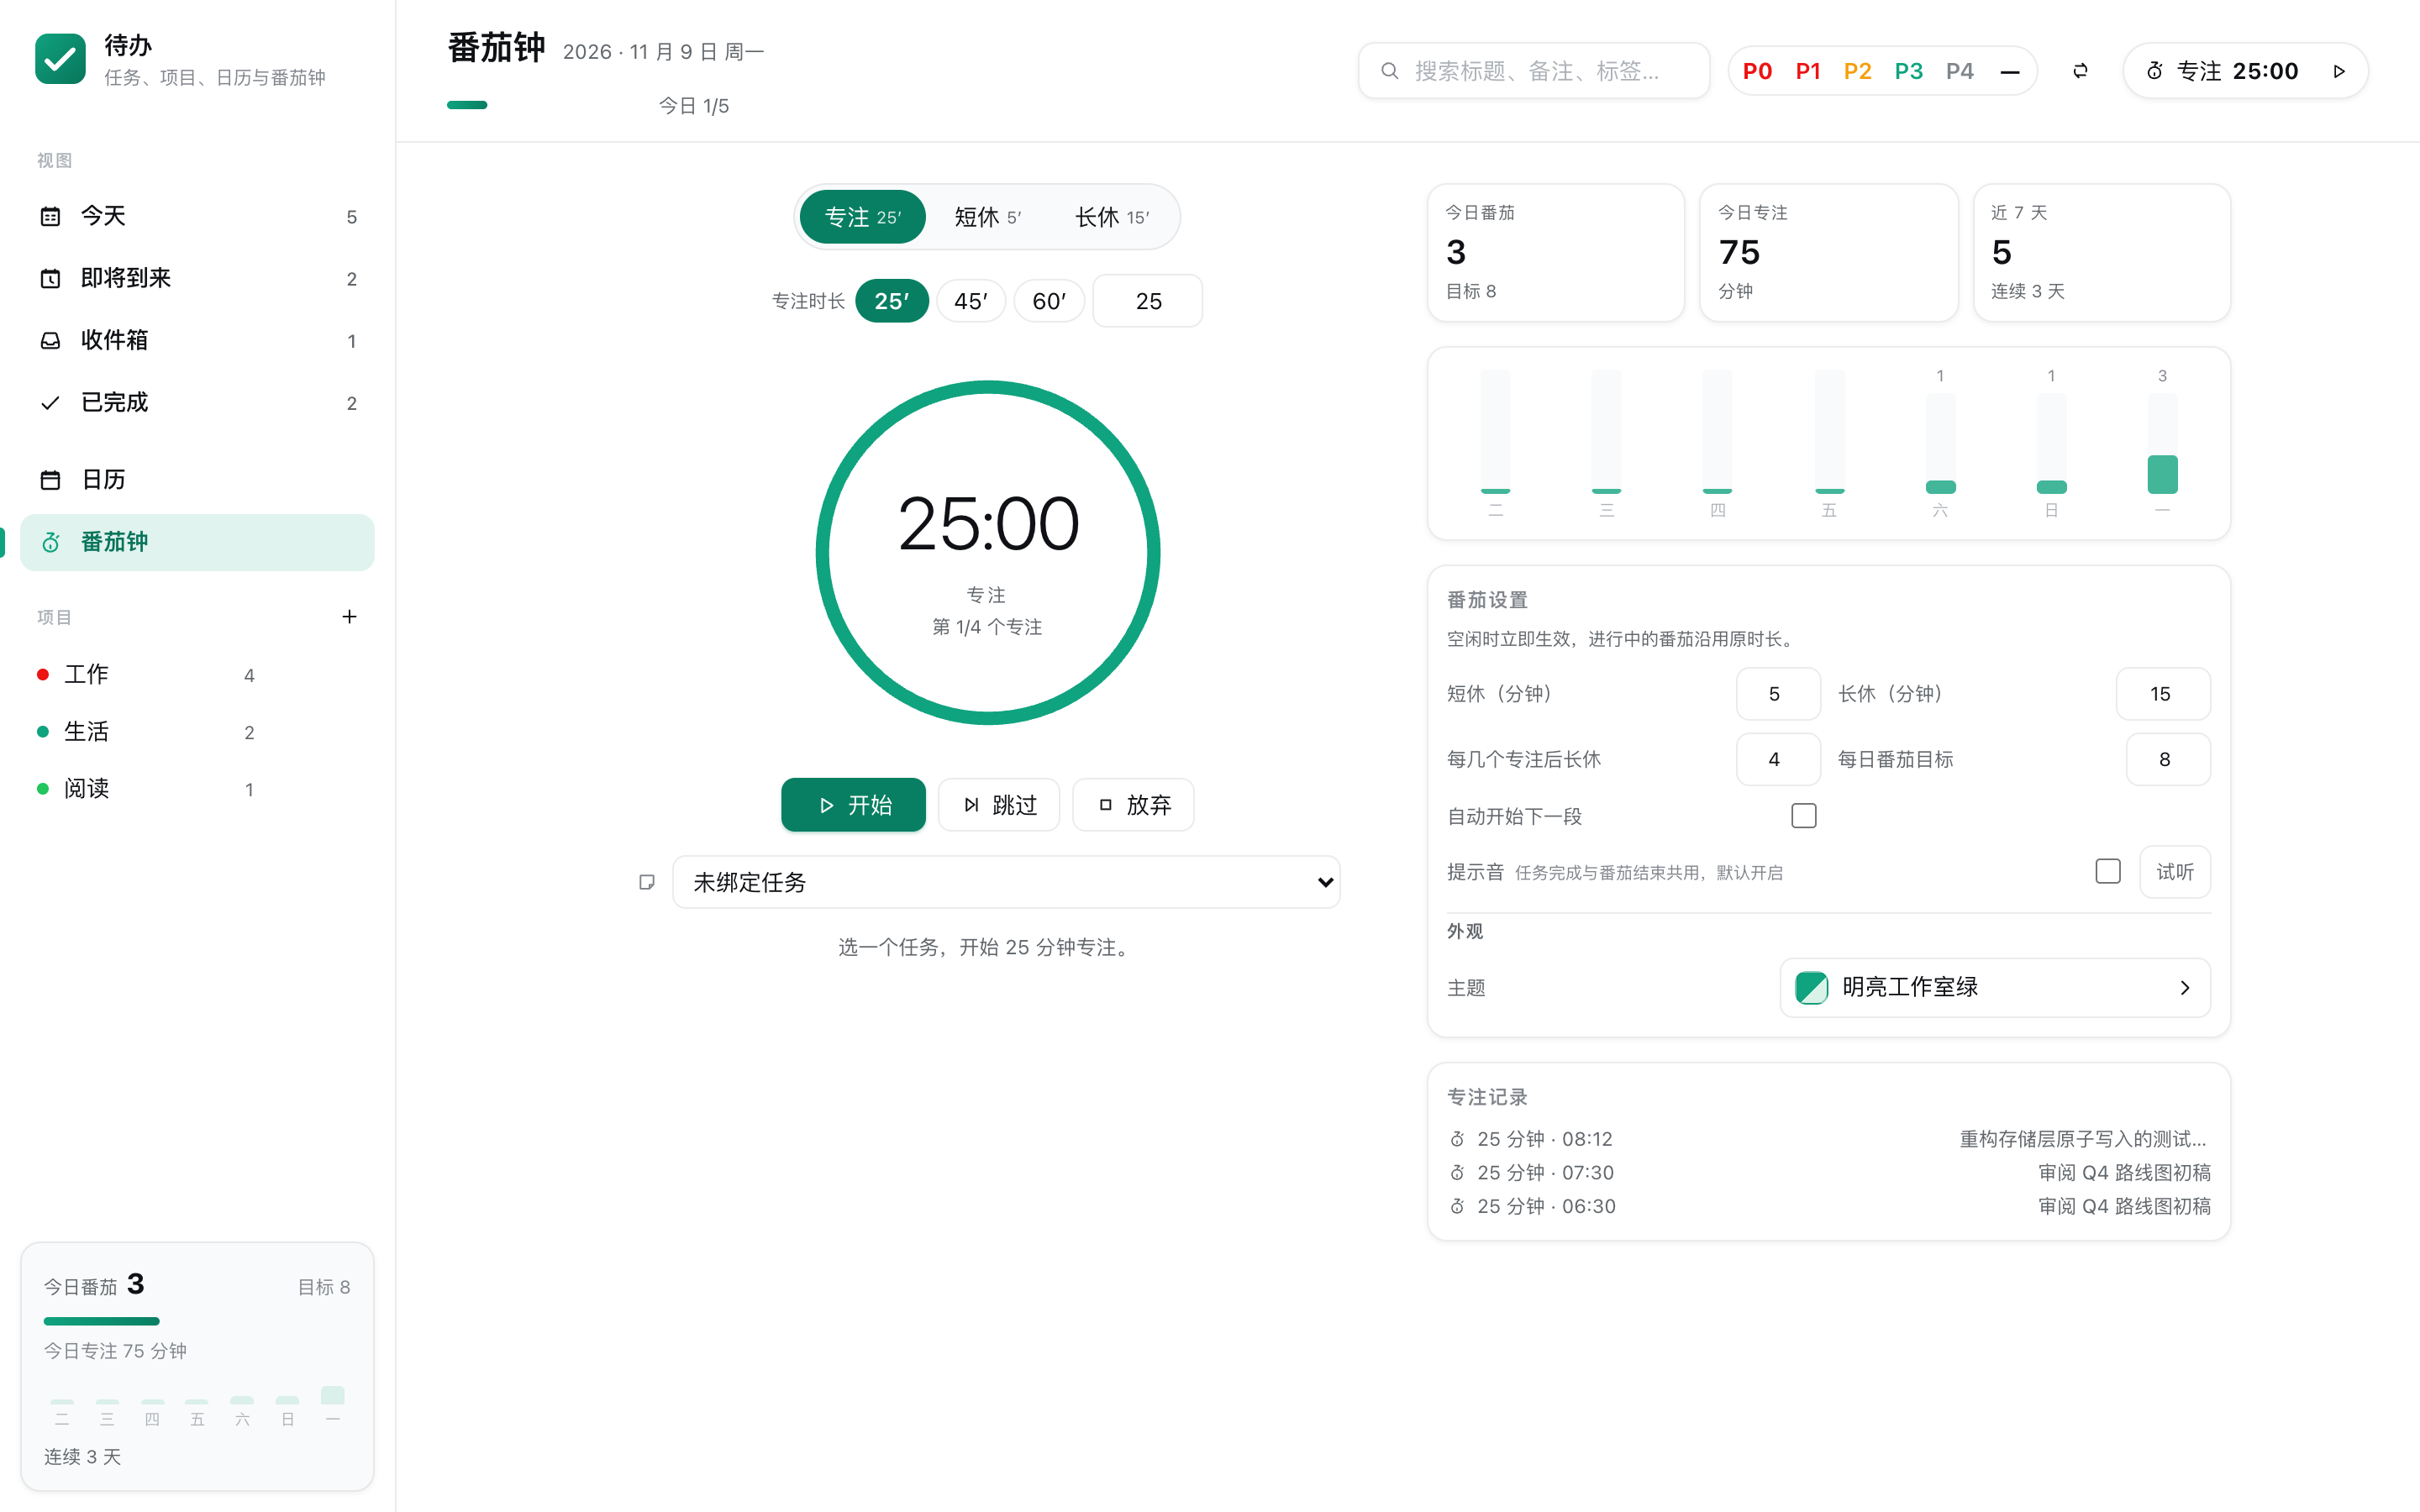 待办
任务、项目、日历与番茄钟
视图
今天 5
即将到来 2
收件箱 1
已完成 2
日历
番茄钟
项目 +
工作 4
生活 2
阅读 1
今日番茄 3 目标 8
今日专注 75 分钟
二 三 四 五 六 日 一
连续 3 天
番茄钟 2026 · 11 月 9 日 周一
今日 1/5
搜索标题、备注、标签...
P0 P1 P2 P3 P4 —
专注 25:00
专注 25′ 短休 5′ 长休 15′
专注时长 25′ 45′ 60′ 25
25:00
专注
第 1/4 个专注
开始 跳过 放弃
未绑定任务
选一个任务，开始 25 分钟专注。
今日番茄
3
目标 8
今日专注
75
分钟
近 7 天
5
连续 3 天
1 1 3
二 三 四 五 六 日 一
番茄设置
空闲时立即生效，进行中的番茄沿用原时长。
短休（分钟） 5 长休（分钟） 15
每几个专注后长休 4 每日番茄目标 8
自动开始下一段
提示音 任务完成与番茄结束共用，默认开启 试听
外观
主题 明亮工作室绿
专注记录
25 分钟 · 08:12 重构存储层原子写入的测试...
25 分钟 · 07:30 审阅 Q4 路线图初稿
25 分钟 · 06:30 审阅 Q4 路线图初稿